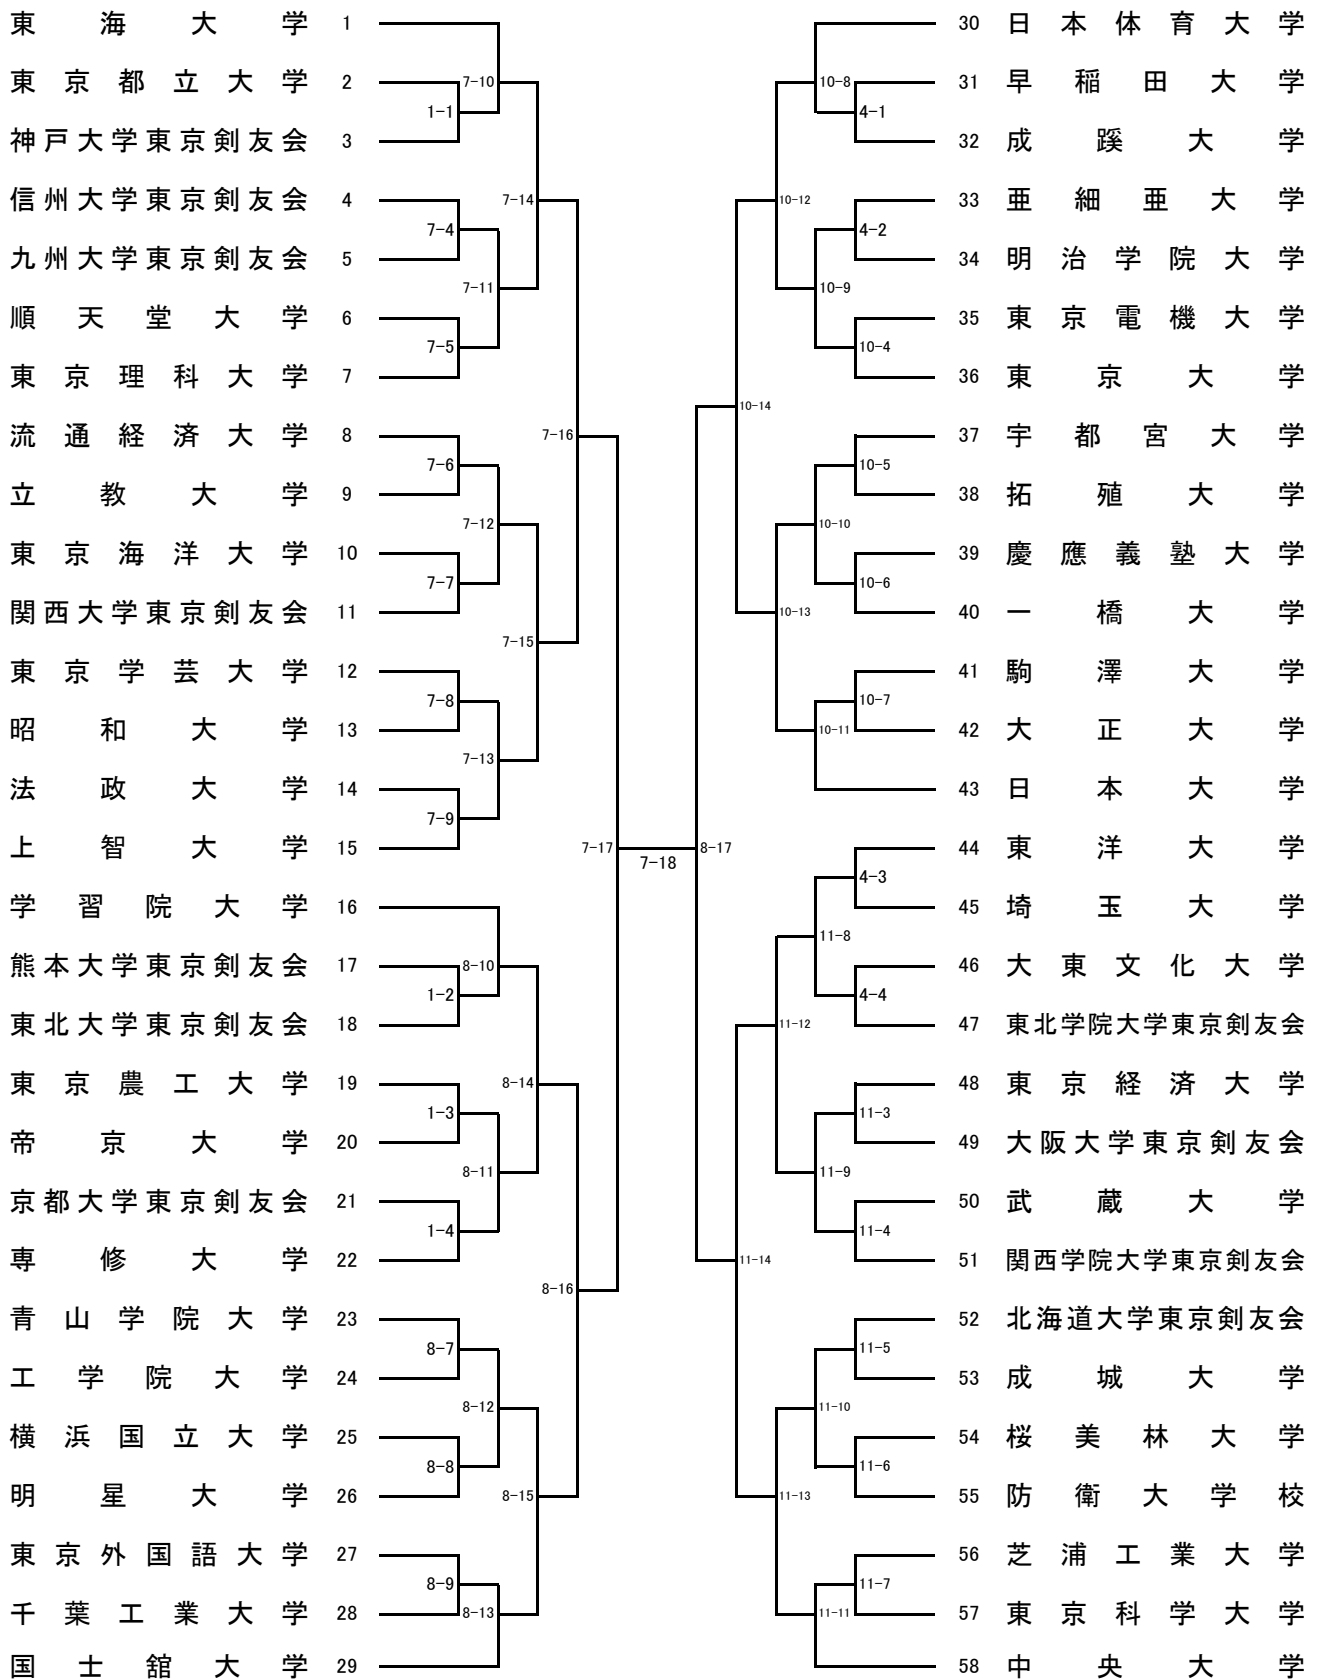 東海大学 1
7-10
東京都立大学 2
1-1
神戸大学東京剣友会 3
信州大学東京剣友会 4
7-14
7-4
九州大学東京剣友会 5
7-11
順天堂大学 6
7-5
東京理科大学 7
流通経済大学 8
7-16
7-6
立教大学 9
7-12
東京海洋大学 10
7-7
関西大学東京剣友会 11
7-15
東京学芸大学 12
7-8
昭和大学 13
7-13
法政大学 14
7-9
上智大学 15
7-17
7-18
学習院大学 16
熊本大学東京剣友会 17
8-10
1-2
東北大学東京剣友会 18
東京農工大学 19
8-14
1-3
帝京大学 20
8-11
京都大学東京剣友会 21
1-4
専修大学 22
8-16
青山学院大学 23
8-7
工学院大学 24
8-12
横浜国立大学 25
8-8
明星大学 26
8-15
東京外国語大学 27
8-9
千葉工業大学 28
8-13
国士舘大学 29
30 日本体育大学
10-8
31 早稲田大学
4-1
32 成蹊大学
10-12
33 亜細亜大学
4-2
34 明治学院大学
10-9
35 東京電機大学
10-4
36 東京大学
10-14
37 宇都宮大学
10-5
38 拓殖大学
10-10
39 慶應義塾大学
10-6
40 一橋大学
10-13
41 駒澤大学
10-7
42 大正大学
10-11
43 日本大学
8-17
44 東洋大学
4-3
45 埼玉大学
11-8
46 大東文化大学
4-4
47 東北学院大学東京剣友会
11-12
48 東京経済大学
11-3
49 大阪大学東京剣友会
11-9
50 武蔵大学
11-4
51 関西学院大学東京剣友会
11-14
52 北海道大学東京剣友会
11-5
53 成城大学
11-10
54 桜美林大学
11-6
55 防衛大学校
11-13
56 芝浦工業大学
11-7
57 東京科学大学
11-11
58 中央大学